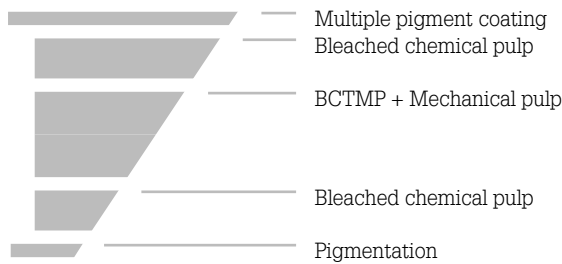 Multiple pigment coating
Bleached chemical pulp
BCTMP + Mechanical pulp
Bleached chemical pulp
Pigmentation